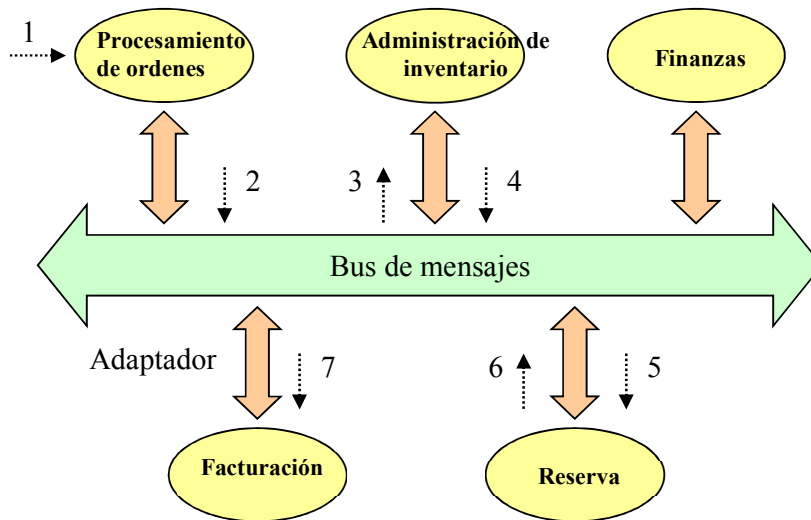 1
Procesamiento
de ordenes
Administración de
inventario
Finanzas
2
3
4
Bus de mensajes
Adaptador
7
6
5
Facturación
Reserva